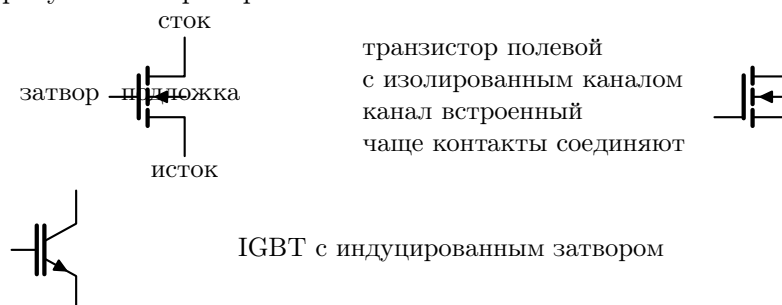 сток
транзистор полевой
с изолированным каналом
затвор подложка
канал встроенный
чаще контакты соединяют
исток
IGBT с индуцированным затвором